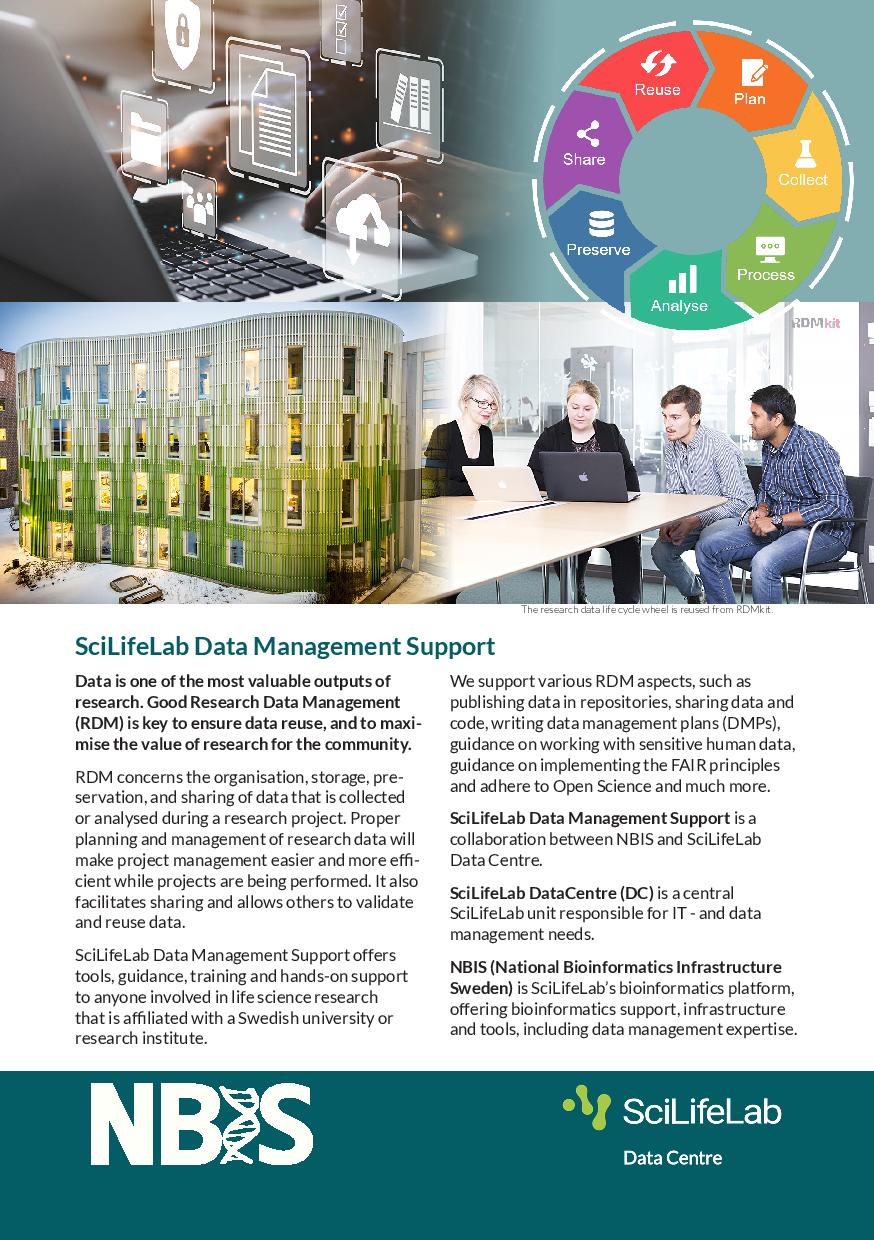 Reuse
Plan
Share
Collect
Preserve
Process
Analyse
RDMkit
The research data life cycle wheel is reused from RDMkit.
SciLifeLab Data Management Support
Data is one of the most valuable outputs of
research. Good Research Data Management
(RDM) is key to ensure data reuse, and to maxi-
mise the value of research for the community.
RDM concerns the organisation, storage, pre-
servation, and sharing of data that is collected
or analysed during a research project. Proper
planning and management of research data will
make project management easier and more effi-
cient while projects are being performed. It also
facilitates sharing and allows others to validate
and reuse data.
SciLifeLab Data Management Support offers
tools, guidance, training and hands-on support
to anyone involved in life science research
that is affiliated with a Swedish university or
research institute.
We support various RDM aspects, such as
publishing data in repositories, sharing data and
code, writing data management plans (DMPs),
guidance on working with sensitive human data,
guidance on implementing the FAIR principles
and adhere to Open Science and much more.
SciLifeLab Data Management Support is a
collaboration between NBIS and SciLifeLab
Data Centre.
SciLifeLab DataCentre (DC) is a central
SciLifeLab unit responsible for IT - and data
management needs.
NBIS (National Bioinformatics Infrastructure
Sweden) is SciLifeLab's bioinformatics platform,
offering bioinformatics support, infrastructure
and tools, including data management expertise.
NBIS
SciLifeLab
Data Centre